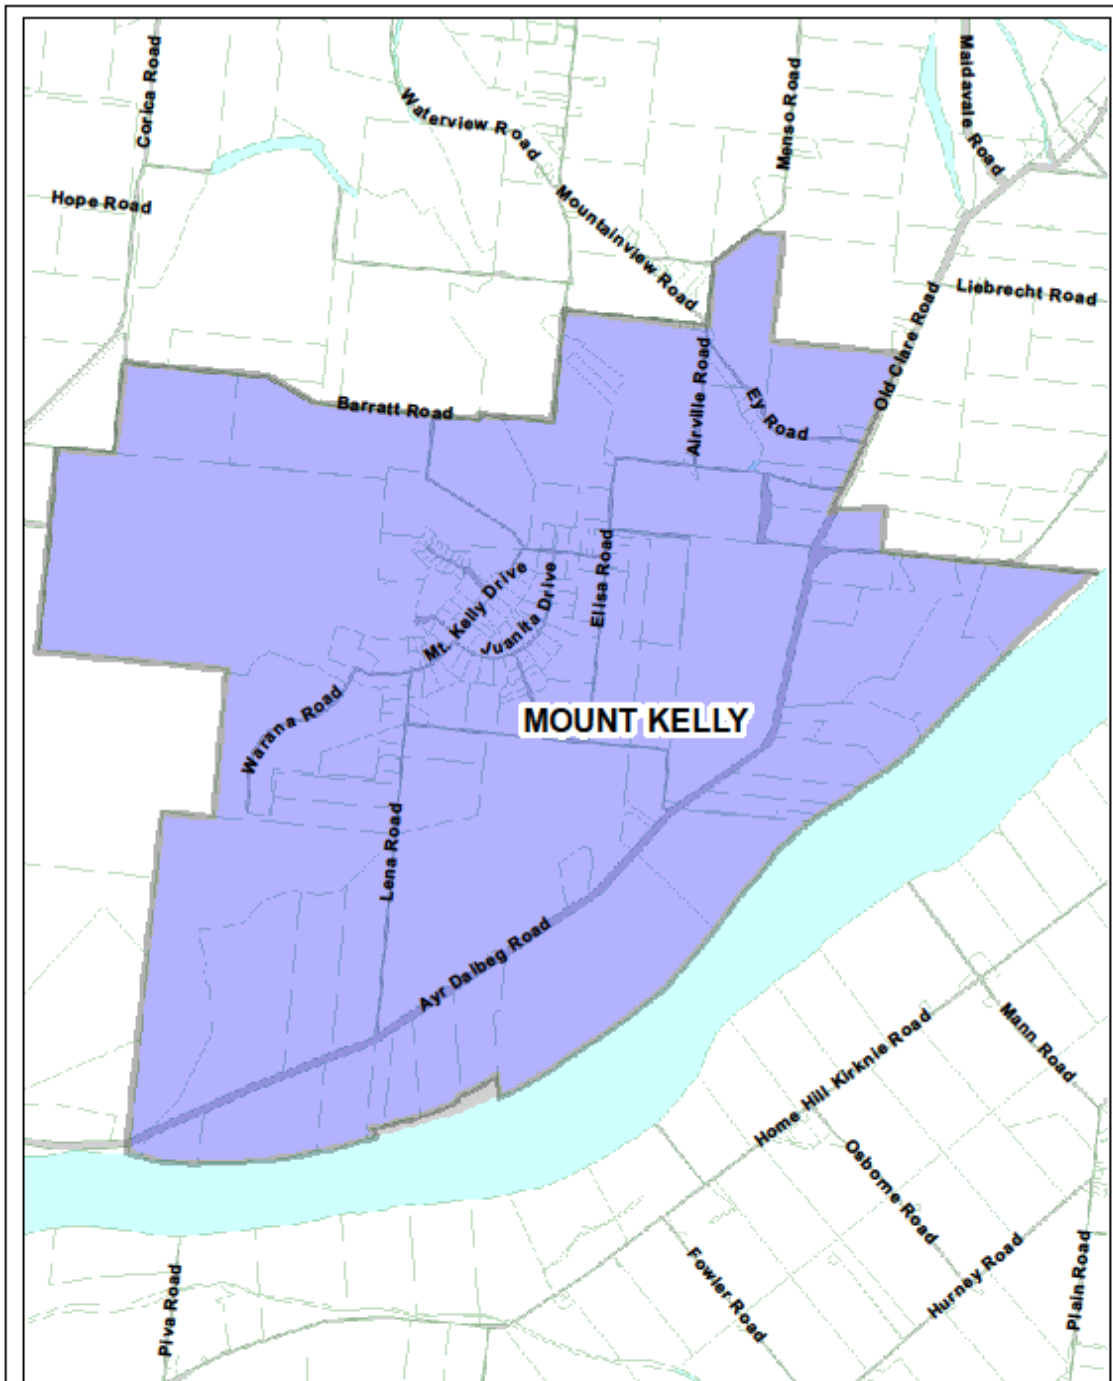 Corica Road
Waterview Road
Menso Road
Maidavale Road
Hope Road
Mountainview Road
Liebrecht Road
Old Clare Road
Barratt Road
Airville Road
Ey Road
Elisa Road
Mt. Kelly Drive
Juanita Drive
MOUNT KELLY
Warana Road
Lena Road
Ayr Dalbeg Road
Home Hill Kirknie Road
Mann Road
Osborne Road
Piva Road
Fowler Road
Hurney Road
Plain Road